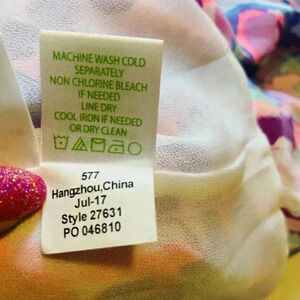 MACHINE WASH COLD
SEPARATELY
NON CHLORINE BLEACH
IF NEEDED
LINE DRY
COOL IRON IF NEEDED
OR DRY CLEAN
577
Hangzhou,China
Jul-17
Style 27631
PO 046810